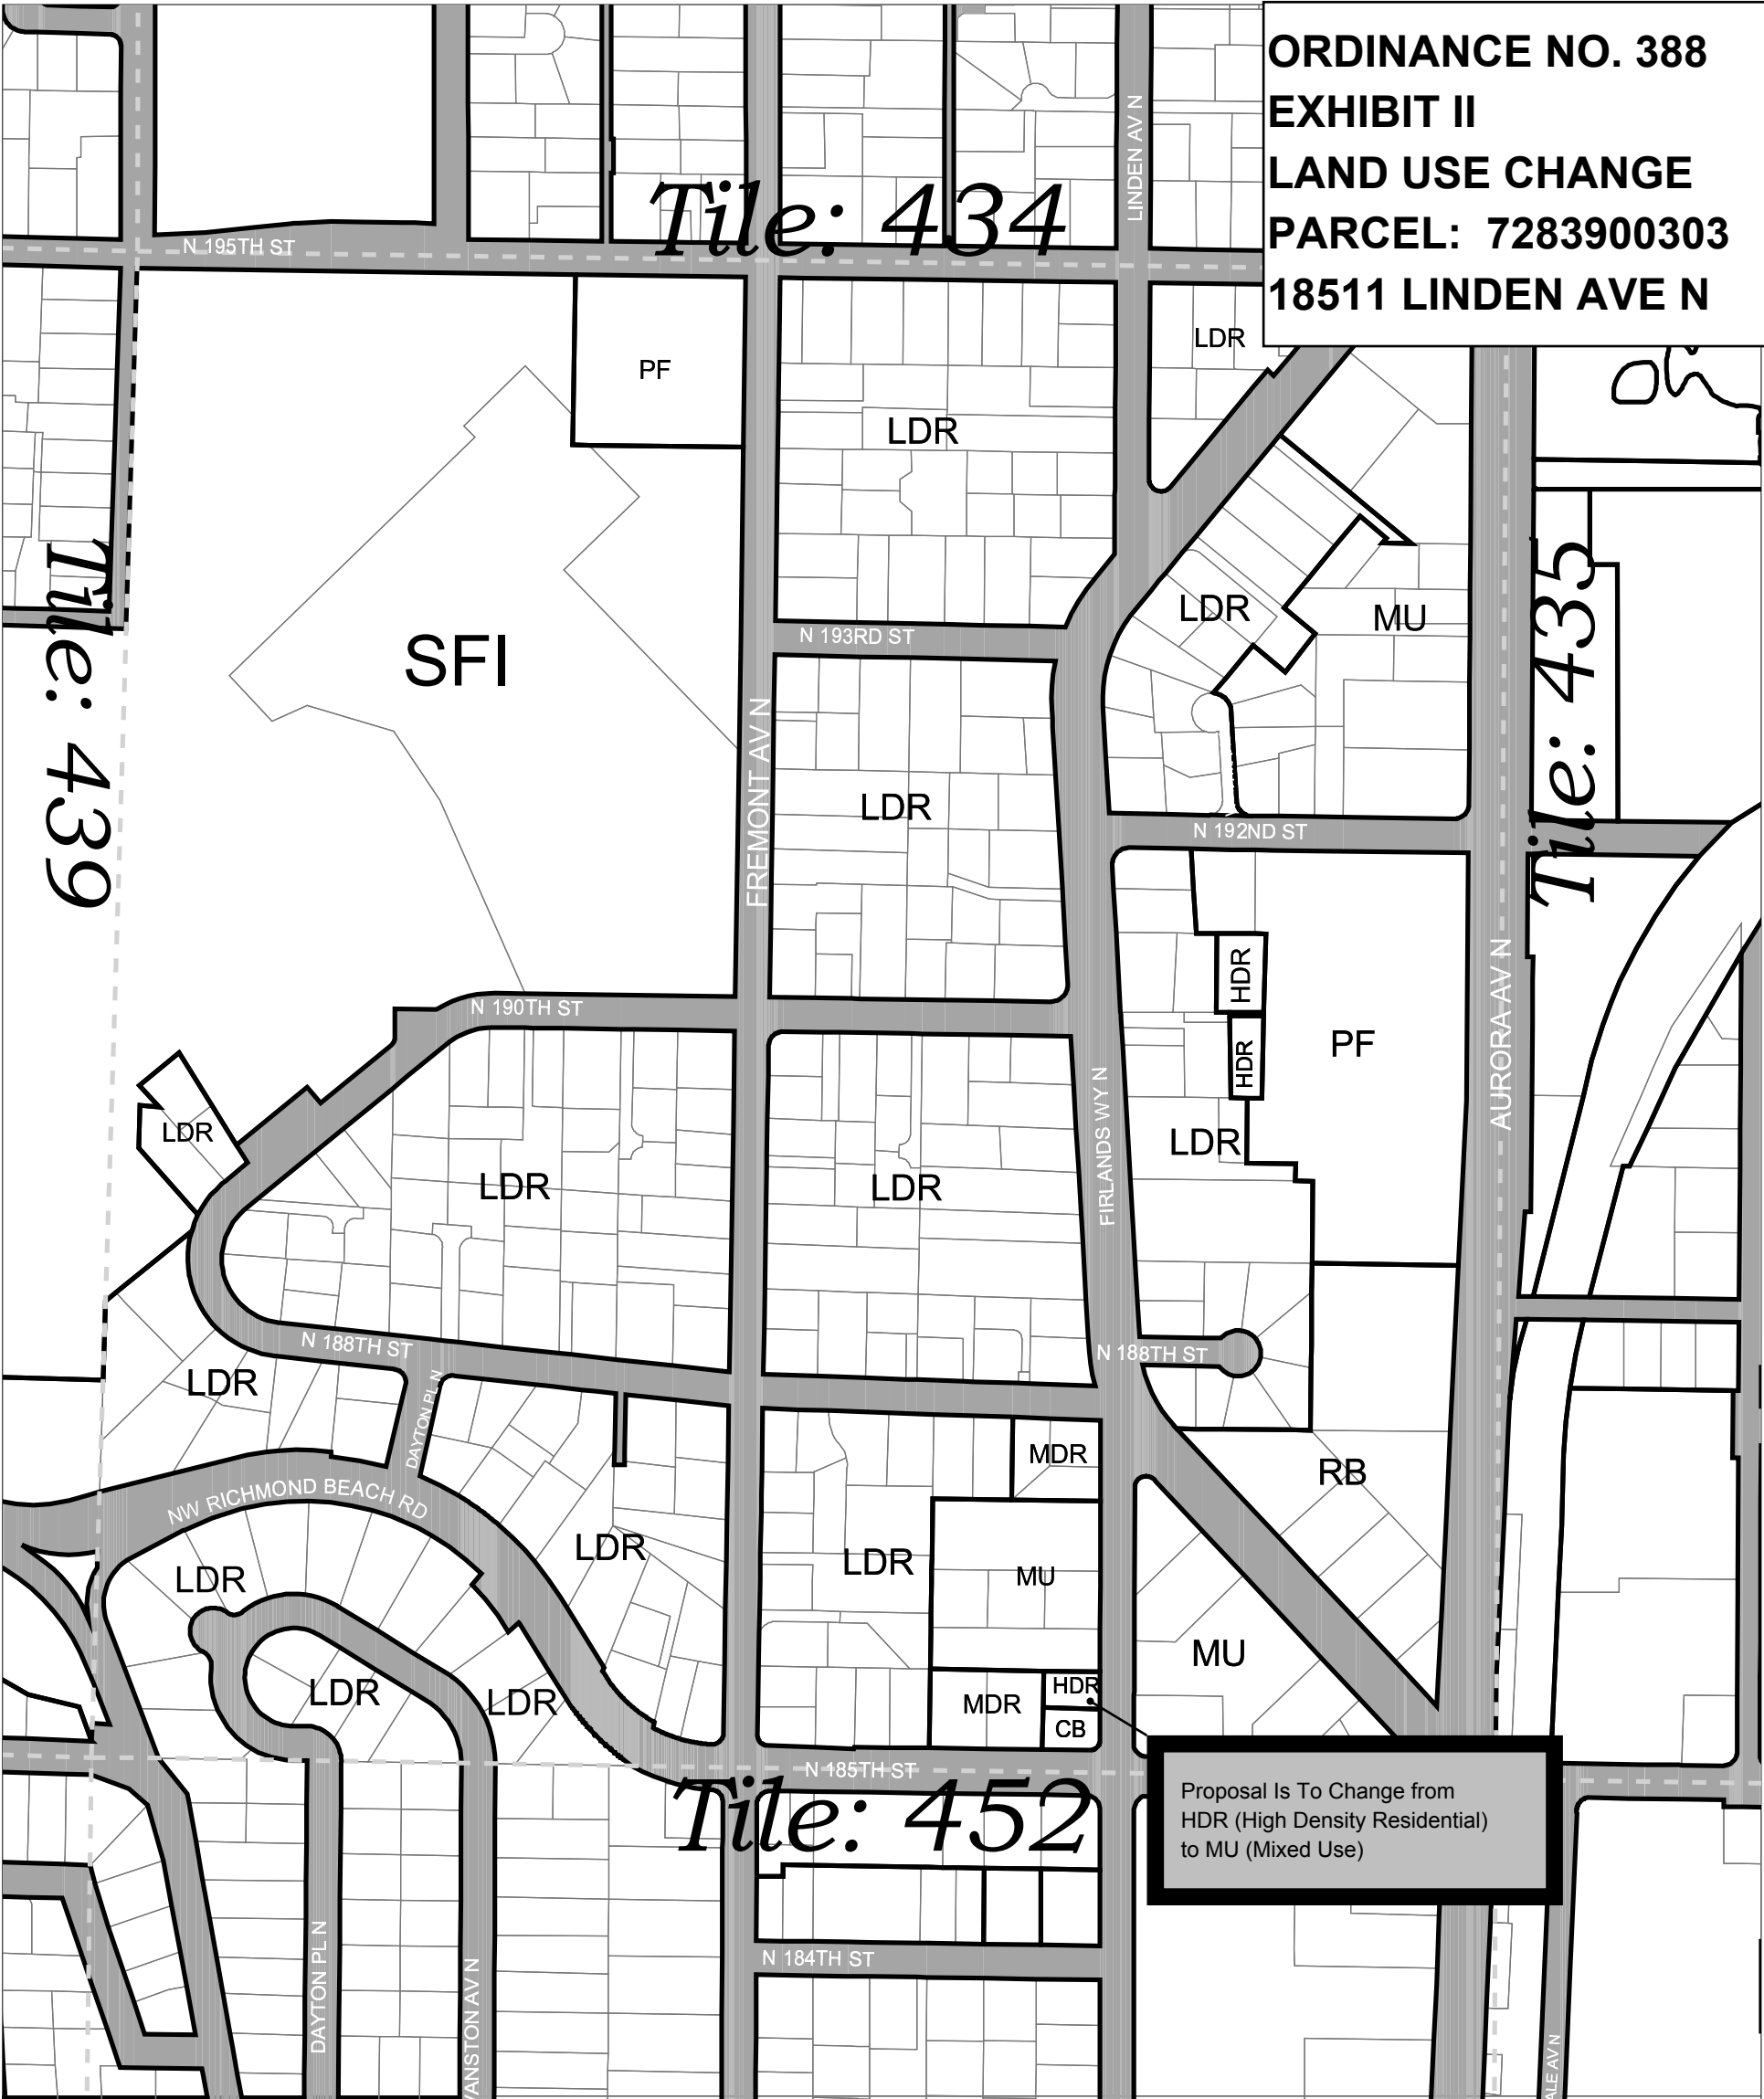 ORDINANCE NO. 388
EXHIBIT II
LAND USE CHANGE
PARCEL: 7283900303
18511 LINDEN AVE N
LINDEN AV N
Tile: 434
N 195TH ST
LDR
PF
LDR
Tile: 439
SFI
N 193RD ST
LDR
MU
Tile: 435
FREMONT AV N
LDR
N 192ND ST
HDR
HDR
PF
AURORA AV N
N 190TH ST
LDR
LDR
LDR
FIRLANDS WY N
LDR
N 188TH ST
N 188TH ST
LDR
DAYTON PL N
MDR
RB
NW RICHMOND BEACH RD
LDR
LDR
LDR
MU
MU
LDR
LDR
MDR
HDR
CB
N 185TH ST
Tile: 452
Proposal Is To Change from
HDR (High Density Residential)
to MU (Mixed Use)
N 184TH ST
DAYTON PL N
VANSTON AV N
ALE AV N